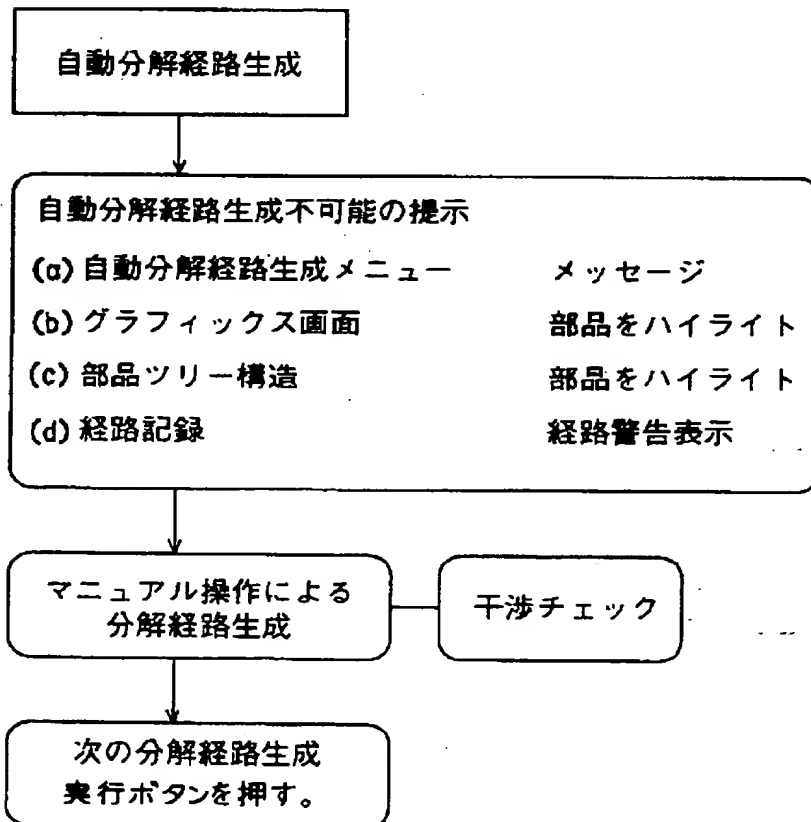 自動分解経路生成
自動分解経路生成不可能の提示
(a) 自動分解経路生成メニュー メッセージ
(b) グラフィックス画面 部品をハイライト
(c) 部品ツリー構造 部品をハイライト
(d) 経路記録 経路警告表示
マニュアル操作による
分解経路生成
干渉チェック
次の分解経路生成
実行ボタンを押す。